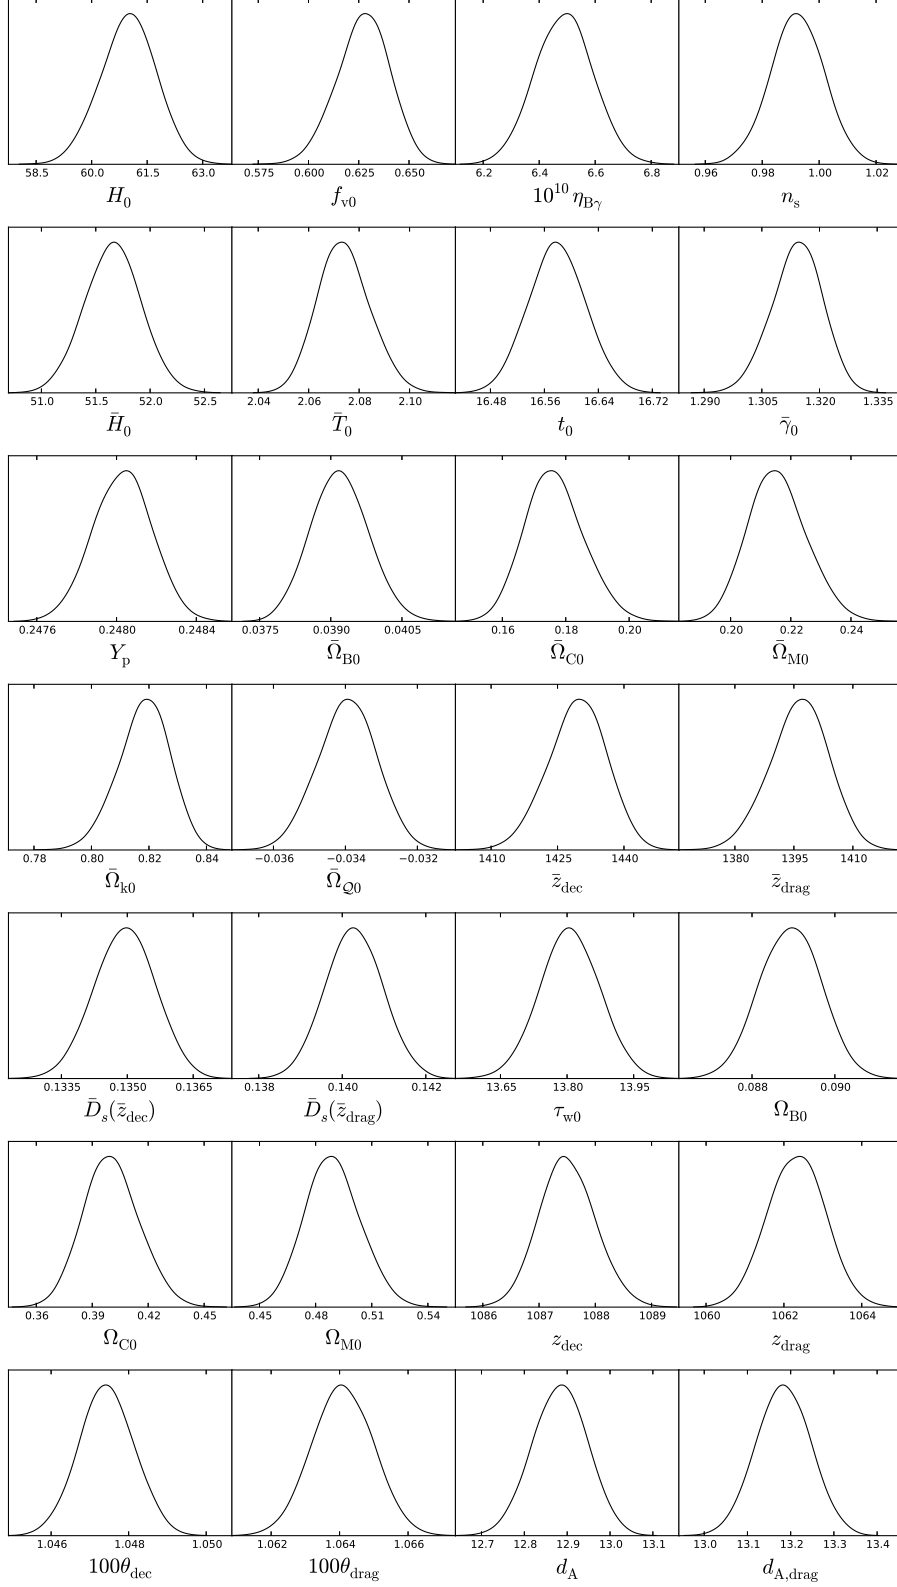 58.5 60.0 61.5 63.0 0.575 0.600 0.625 0.650 6.2 6.4 6.6 6.8 0.96 0.98 1.00 1.02
H₀ f_v0 10¹⁰ η_Bγ n_s
51.0 51.5 52.0 52.5 2.04 2.06 2.08 2.10 16.48 16.56 16.64 16.72 1.290 1.305 1.320 1.335
H̄₀ T̄₀ t₀ γ̄₀
0.2476 0.2480 0.2484 0.0375 0.0390 0.0405 0.16 0.18 0.20 0.20 0.22 0.24
Y_p Ω̄_B0 Ω̄_C0 Ω̄_M0
0.78 0.80 0.82 0.84 −0.036 −0.034 −0.032 1410 1425 1440 1380 1395 1410
Ω̄_k0 Ω̄_𝒬0 z̄_dec z̄_drag
0.1335 0.1350 0.1365 0.138 0.140 0.142 13.65 13.80 13.95 0.088 0.090
D̄_s(z̄_dec) D̄_s(z̄_drag) τ_w0 Ω_B0
0.36 0.39 0.42 0.45 0.45 0.48 0.51 0.54 1086 1087 1088 1089 1060 1062 1064
Ω_C0 Ω_M0 z_dec z_drag
1.046 1.048 1.050 1.062 1.064 1.066 12.7 12.8 12.9 13.0 13.1 13.0 13.1 13.2 13.3 13.4
100θ_dec 100θ_drag d_A d_A,drag